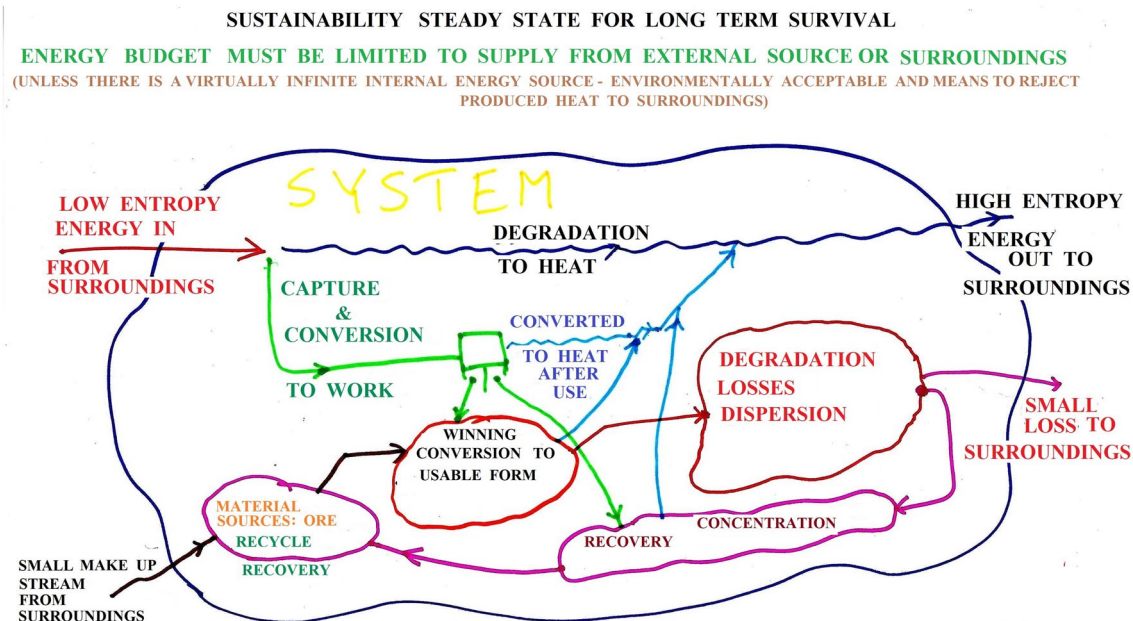 SUSTAINABILITY STEADY STATE FOR LONG TERM SURVIVAL
ENERGY BUDGET MUST BE LIMITED TO SUPPLY FROM EXTERNAL SOURCE OR SURROUNDINGS
(UNLESS THERE IS A VIRTUALLY INFINITE INTERNAL ENERGY SOURCE - ENVIRONMENTALLY ACCEPTABLE AND MEANS TO REJECT
PRODUCED HEAT TO SURROUNDINGS)
SYSTEM
LOW ENTROPY
ENERGY IN
FROM
SURROUNDINGS
DEGRADATION
TO HEAT
HIGH ENTROPY
ENERGY
OUT TO
SURROUNDINGS
CAPTURE
&
CONVERSION
TO WORK
CONVERTED
TO HEAT
AFTER
USE
DEGRADATION
LOSSES
DISPERSION
SMALL
LOSS TO
SURROUNDINGS
WINNING
CONVERSION TO
USABLE FORM
MATERIAL
SOURCES: ORE
RECYCLE
RECOVERY
CONCENTRATION
RECOVERY
SMALL MAKE UP
STREAM
FROM
SURROUNDINGS